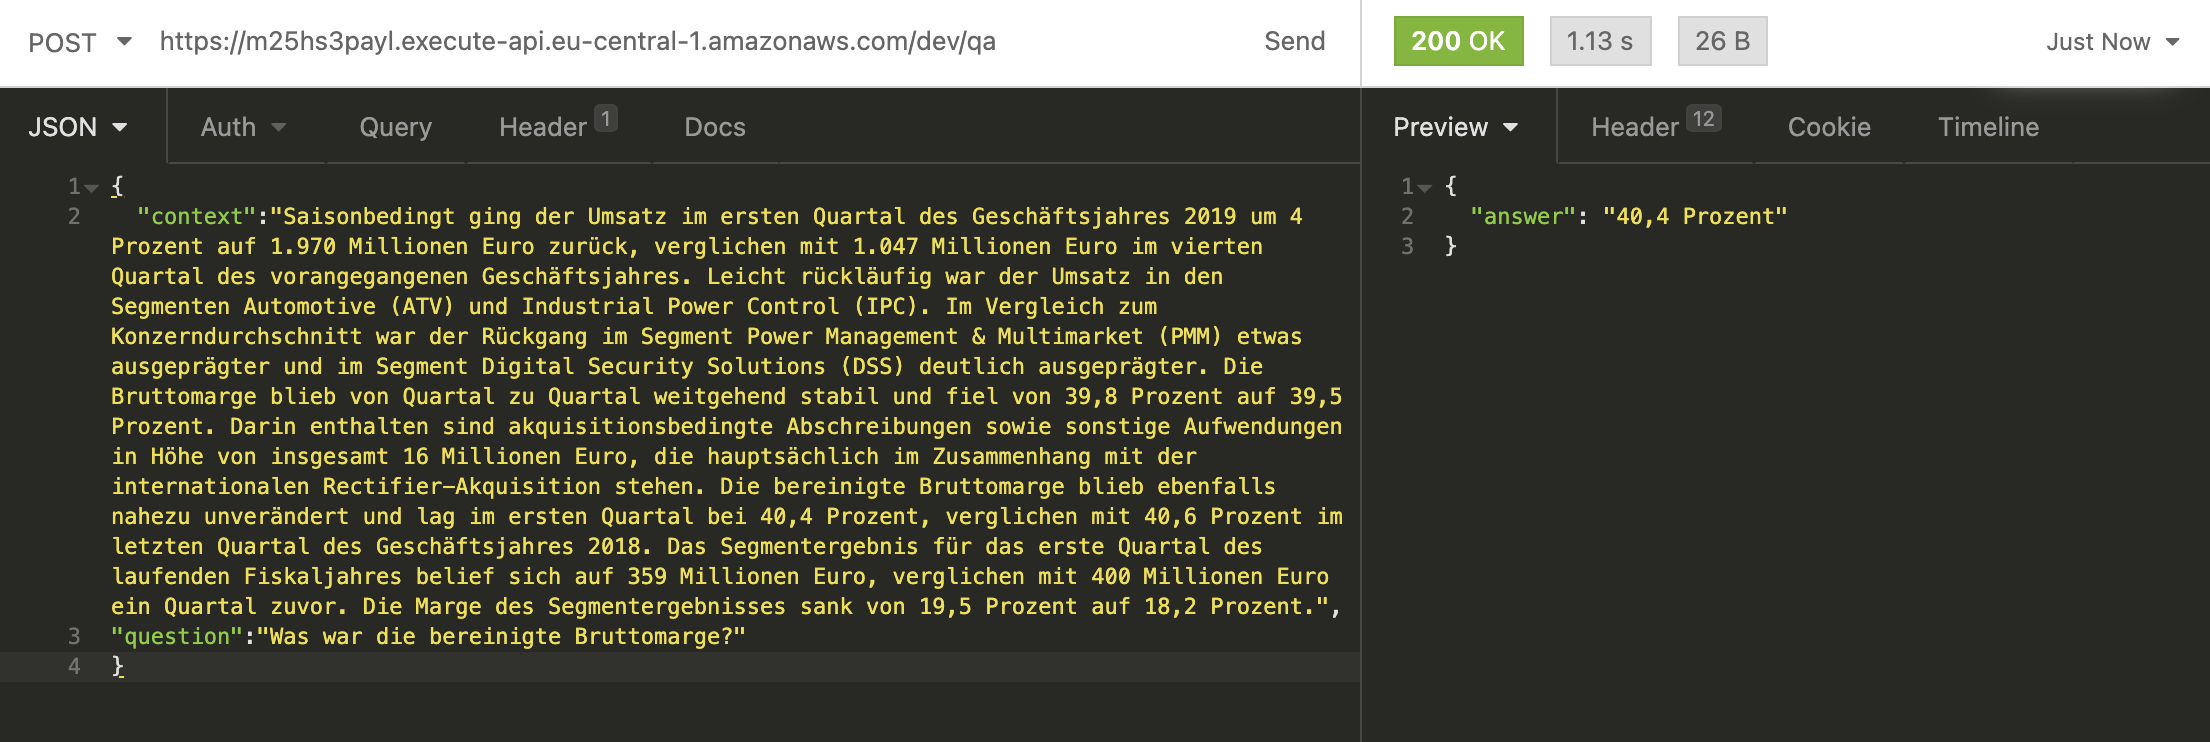 POST https://m25hs3payl.execute-api.eu-central-1.amazonaws.com/dev/qa Send
200 OK 1.13 s 26 B Just Now
JSON Auth Query Header 1 Docs
Preview Header 12 Cookie Timeline
1 {
2 "context":"Saisonbedingt ging der Umsatz im ersten Quartal des Geschäftsjahres 2019 um 4
Prozent auf 1.970 Millionen Euro zurück, verglichen mit 1.047 Millionen Euro im vierten
Quartal des vorangegangenen Geschäftsjahres. Leicht rückläufig war der Umsatz in den
Segmenten Automotive (ATV) und Industrial Power Control (IPC). Im Vergleich zum
Konzerndurchschnitt war der Rückgang im Segment Power Management & Multimarket (PMM) etwas
ausgeprägter und im Segment Digital Security Solutions (DSS) deutlich ausgeprägter. Die
Bruttomarge blieb von Quartal zu Quartal weitgehend stabil und fiel von 39,8 Prozent auf 39,5
Prozent. Darin enthalten sind akquisitionsbedingte Abschreibungen sowie sonstige Aufwendungen
in Höhe von insgesamt 16 Millionen Euro, die hauptsächlich im Zusammenhang mit der
internationalen Rectifier-Akquisition stehen. Die bereinigte Bruttomarge blieb ebenfalls
nahezu unverändert und lag im ersten Quartal bei 40,4 Prozent, verglichen mit 40,6 Prozent im
letzten Quartal des Geschäftsjahres 2018. Das Segmentergebnis für das erste Quartal des
laufenden Fiskaljahres belief sich auf 359 Millionen Euro, verglichen mit 400 Millionen Euro
ein Quartal zuvor. Die Marge des Segmentergebnisses sank von 19,5 Prozent auf 18,2 Prozent.",
3 "question":"Was war die bereinigte Bruttomarge?"
4 }
1 {
2 "answer": "40,4 Prozent"
3 }